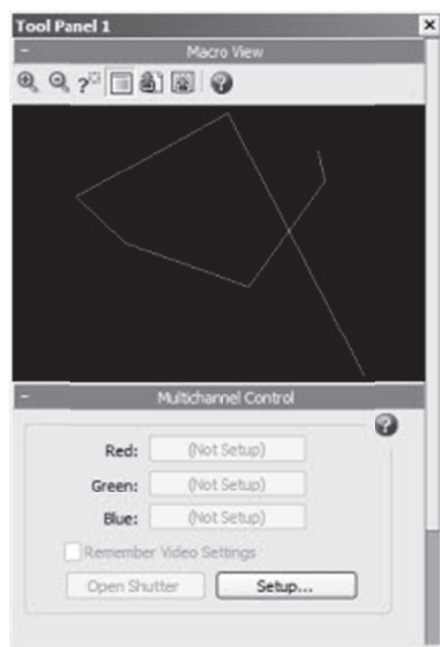 Tool Panel 1
Macro View
Multichannel Control
Red: (Not Setup)
Green: (Not Setup)
Blue: (Not Setup)
Remember Video Settings
Open Shutter Setup...